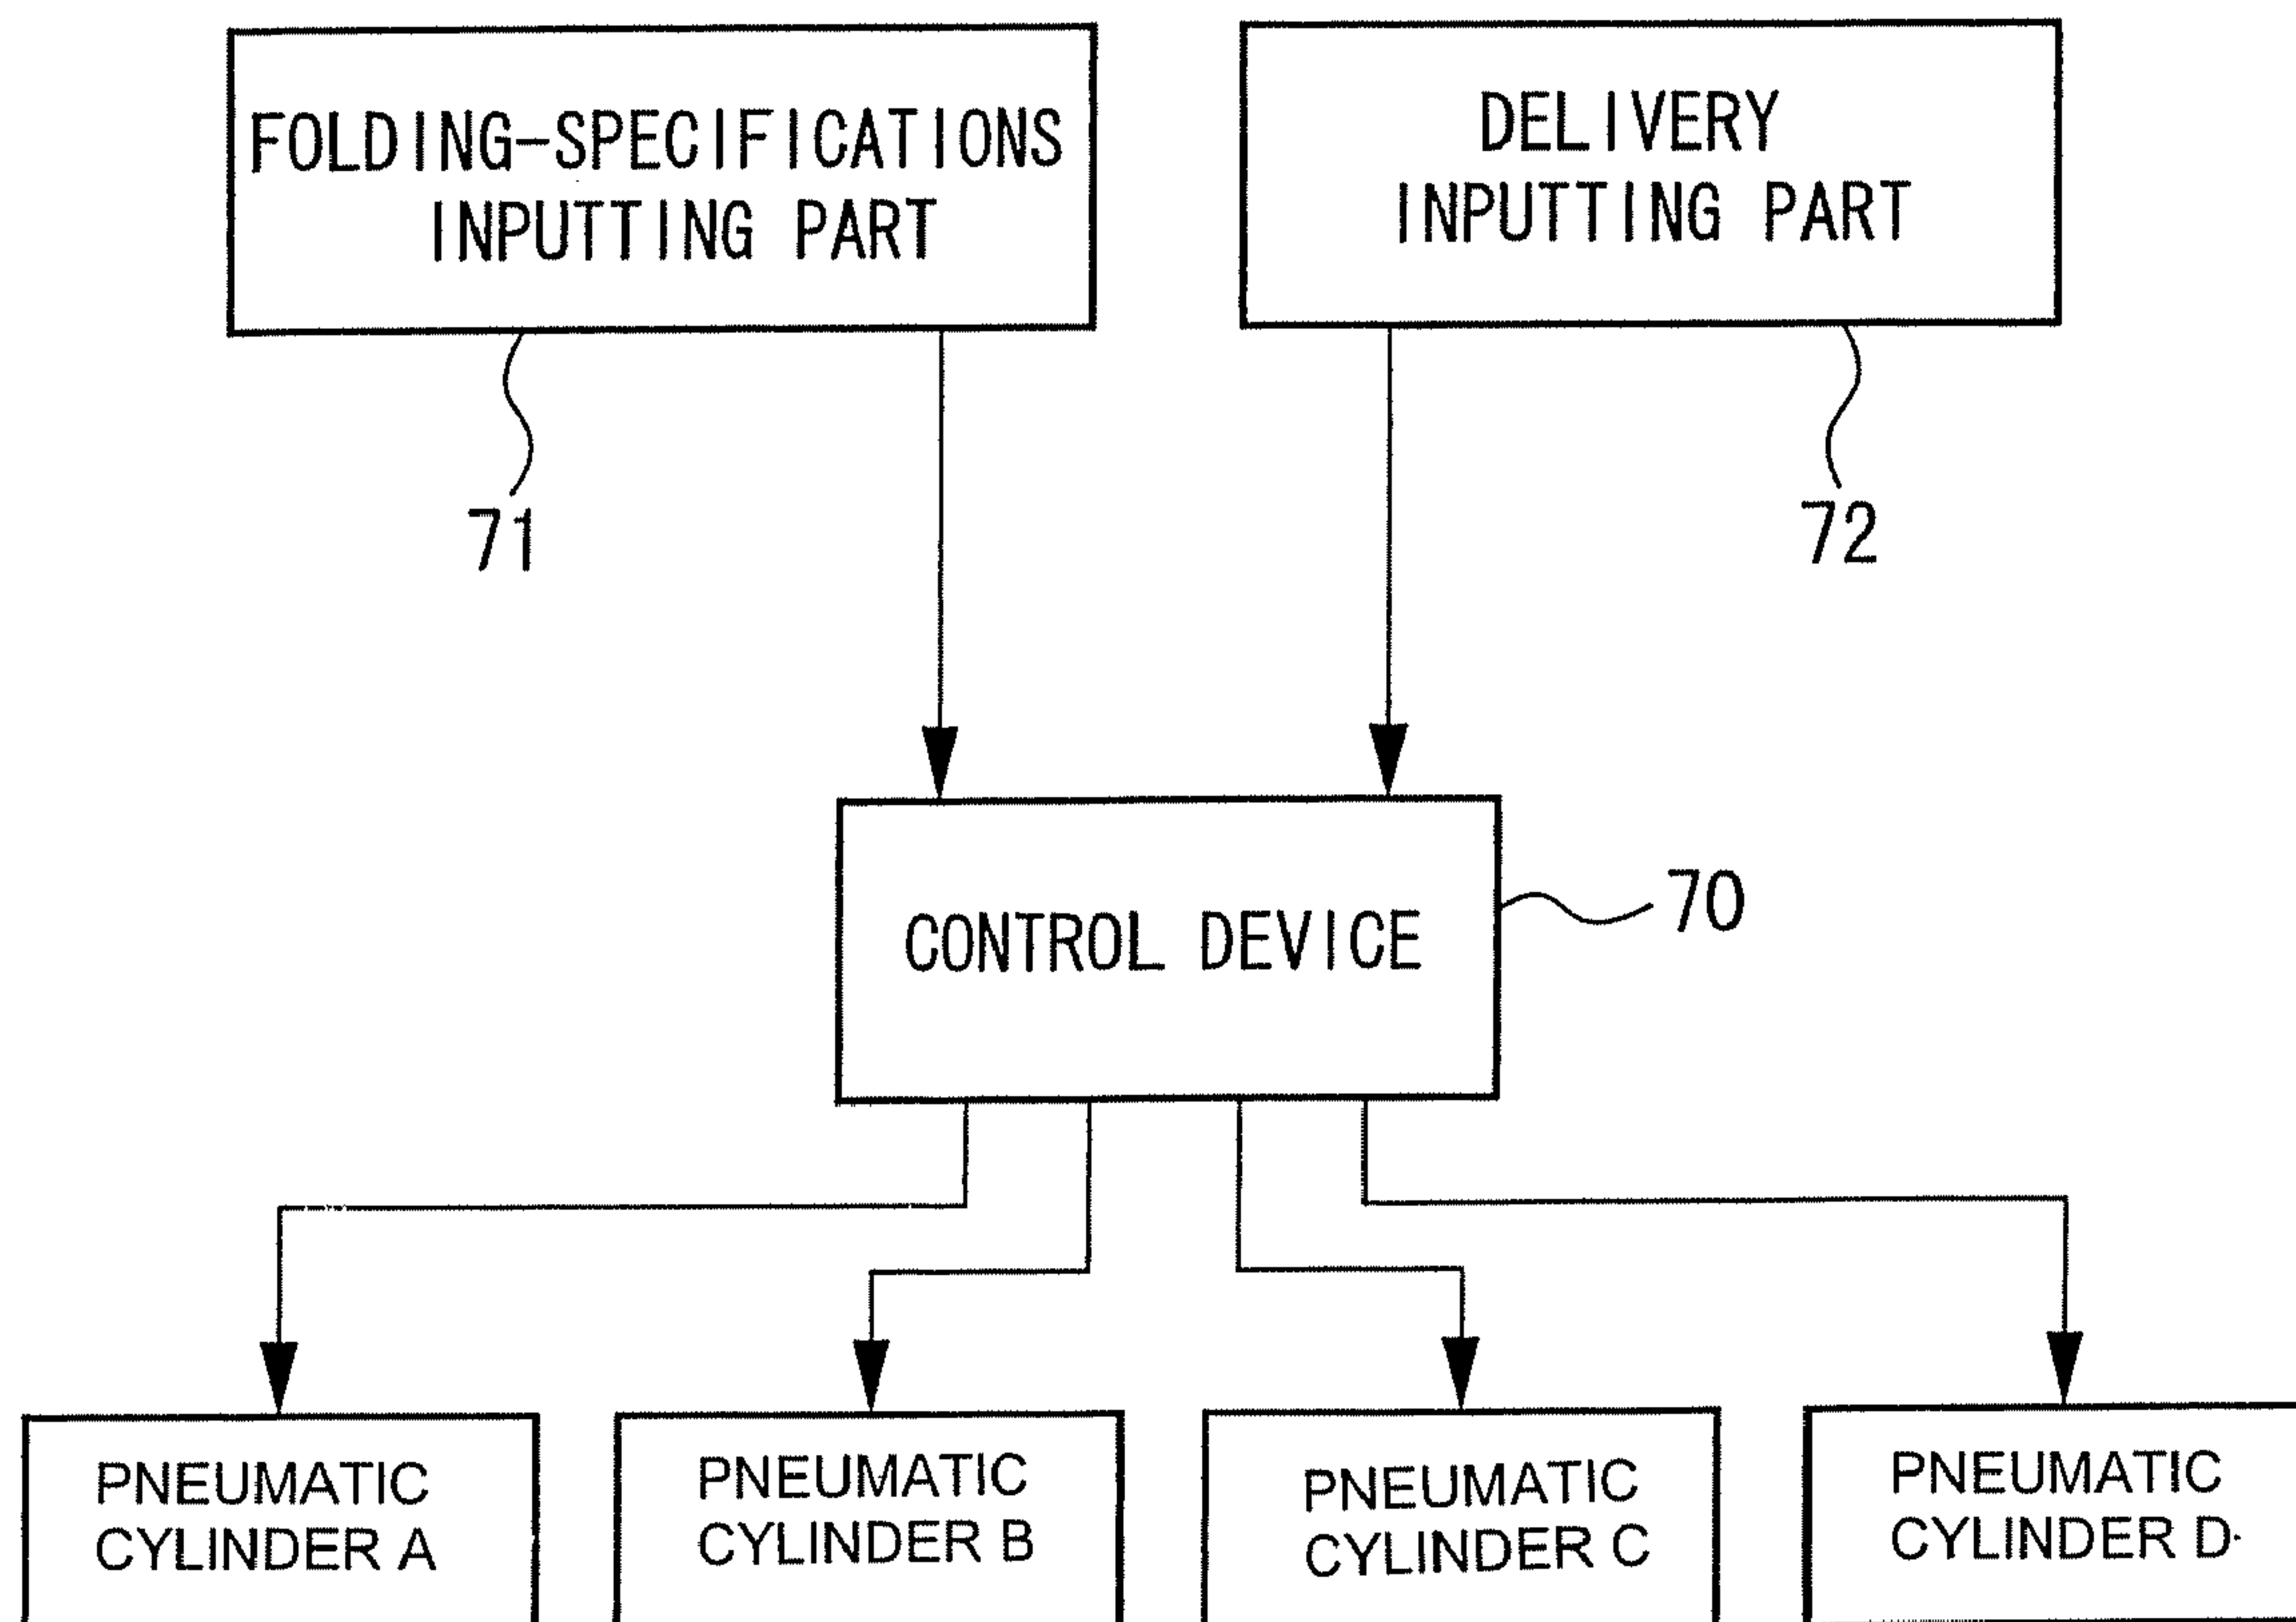 FOLDING-SPECIFICATIONS
INPUTTING PART
DELIVERY
INPUTTING PART
71
72
CONTROL DEVICE
70
PNEUMATIC
CYLINDER A
PNEUMATIC
CYLINDER B
PNEUMATIC
CYLINDER C
PNEUMATIC
CYLINDER D